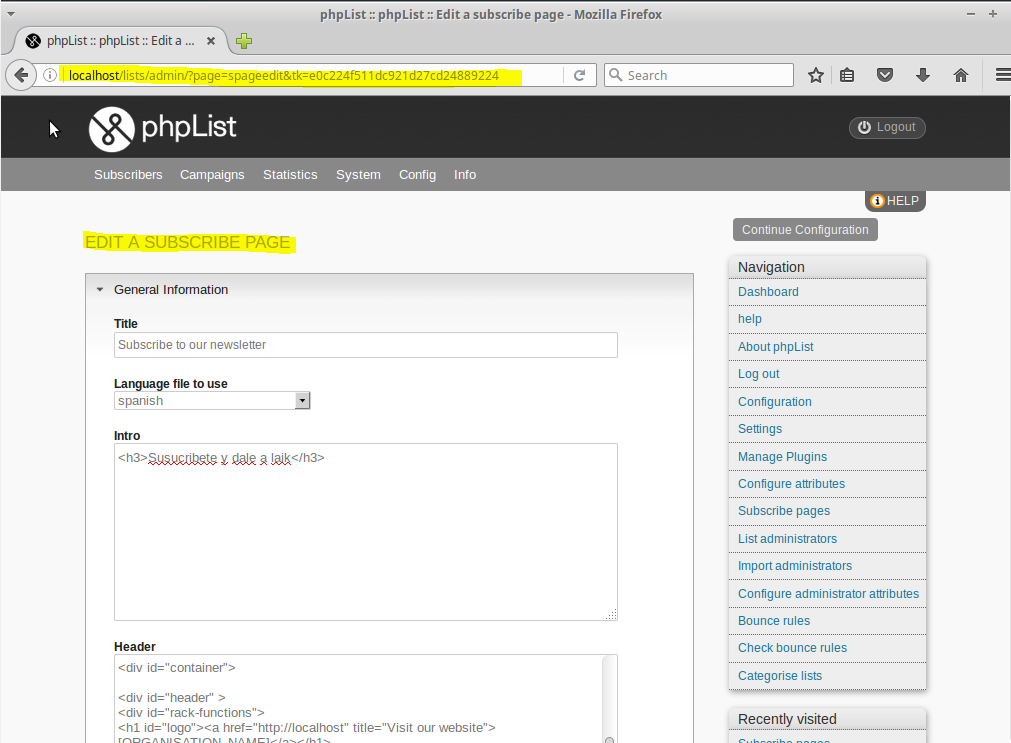 phpList :: phpList :: Edit a subscribe page - Mozilla Firefox
phpList :: phpList :: Edit a ...
localhost/lists/admin/?page=spageedit&tk=e0c224f511dc921d27cd24889224
Search
phpList
Logout
Subscribers Campaigns Statistics System Config Info
HELP
Continue Configuration
EDIT A SUBSCRIBE PAGE
General Information
Title
Subscribe to our newsletter
Language file to use
spanish
Intro
<h3>Susucribete y dale a laik</h3>
Header
<div id="container">
<div id="header" >
<div id="rack-functions">
<h1 id="logo"><a href="http://localhost" title="Visit our website">
[ORGANISATION_NAME]</a></h1>
Navigation
Dashboard
help
About phpList
Log out
Configuration
Settings
Manage Plugins
Configure attributes
Subscribe pages
List administrators
Import administrators
Configure administrator attributes
Bounce rules
Check bounce rules
Categorise lists
Recently visited
Subscribe pages